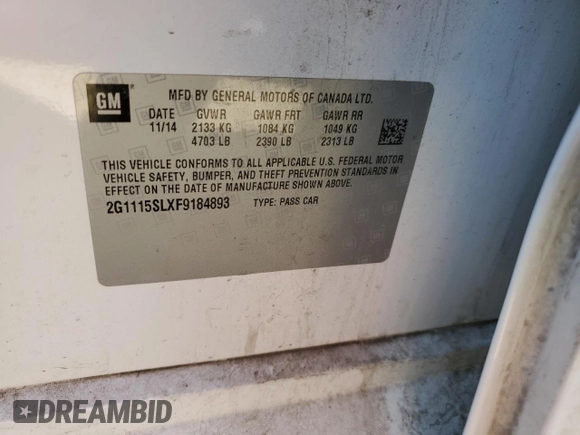 GM
MFD BY GENERAL MOTORS OF CANADA LTD.
DATE GVWR GAWR FRT GAWR RR
11/14 2133 KG 1084 KG 1049 KG
4703 LB 2390 LB 2313 LB
THIS VEHICLE CONFORMS TO ALL APPLICABLE U.S. FEDERAL MOTOR
VEHICLE SAFETY, BUMPER, AND THEFT PREVENTION STANDARDS IN
EFFECT ON THE DATE OF MANUFACTURE SHOWN ABOVE.
2G1115SLXF9184893 TYPE: PASS CAR
DREAMBID